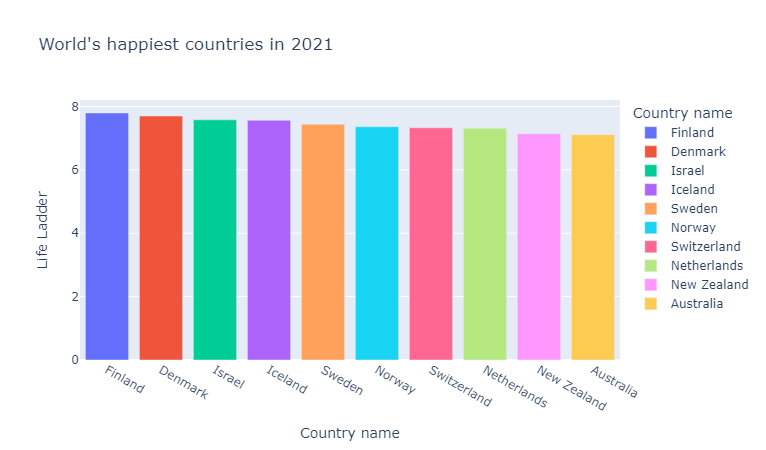 World's happiest countries in 2021
8
6
4
2
0
Life Ladder
Finland
Denmark
Israel
Iceland
Sweden
Norway
Switzerland
Netherlands
New Zealand
Australia
Country name
Country name
Finland
Denmark
Israel
Iceland
Sweden
Norway
Switzerland
Netherlands
New Zealand
Australia